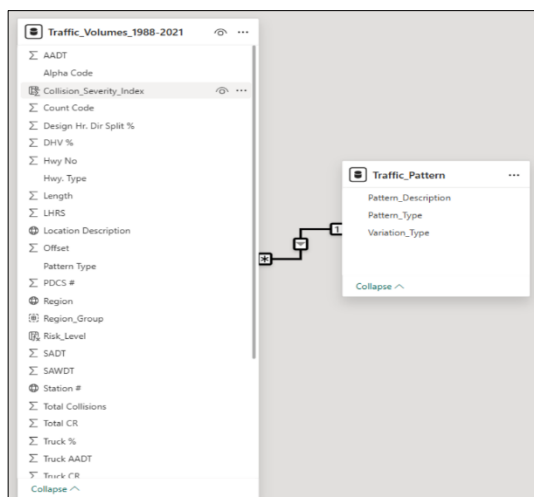 Traffic_Volumes_1988-2021
AADT
Alpha Code
Collision_Severity_Index
Count Code
Design Hr. Dir Split %
DHV %
Hwy No
Hwy. Type
Length
LHRS
Location Description
Offset
Pattern Type
PDCS #
Region
Region_Group
Risk_Level
SADT
SAWDT
Station #
Total Collisions
Total CR
Truck %
Truck AADT
Truck CR
Collapse
1
*
Traffic_Pattern
Pattern_Description
Pattern_Type
Variation_Type
Collapse